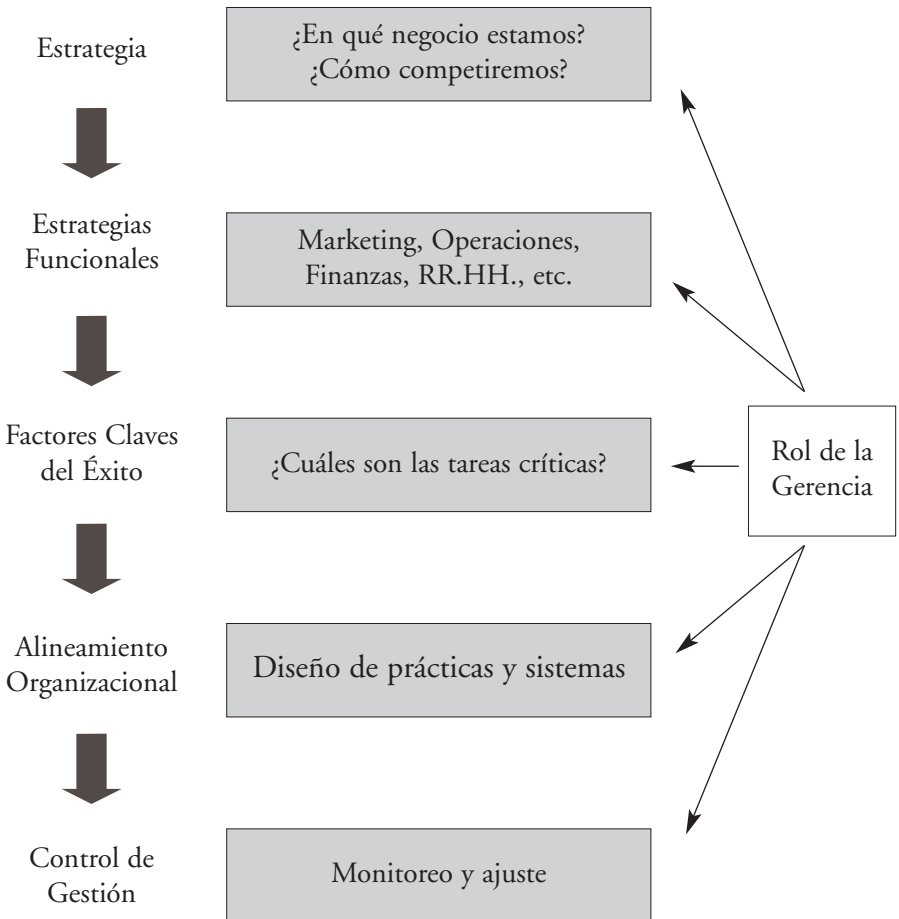 Estrategia
¿En qué negocio estamos?
¿Cómo competiremos?
Estrategias
Funcionales
Marketing, Operaciones,
Finanzas, RR.HH., etc.
Factores Claves
del Éxito
¿Cuáles son las tareas críticas?
Rol de la
Gerencia
Alineamiento
Organizacional
Diseño de prácticas y sistemas
Control de
Gestión
Monitoreo y ajuste